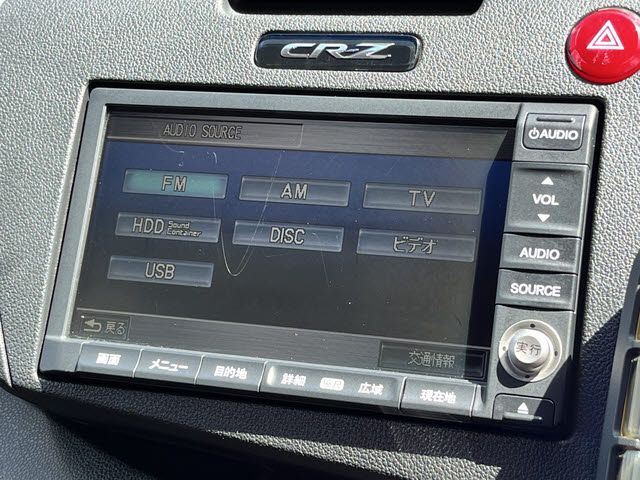 CR-Z
AUDIO SOURCE
FM AM TV
HDD Sound Container DISC ビデオ
USB
戻る 交通情報
画面 メニュー 目的地 詳細 広域 現在地
AUDIO
VOL
AUDIO
SOURCE
実行